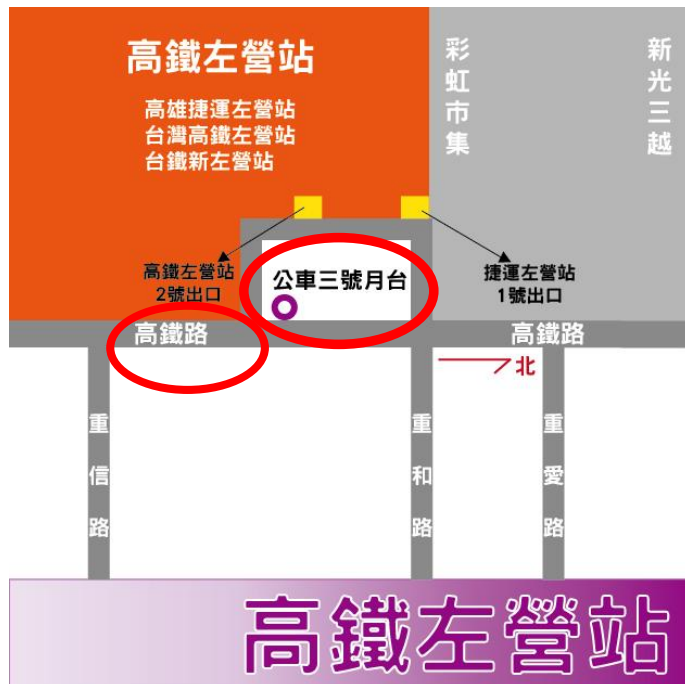 高鐵左營站
高雄捷運左營站
台灣高鐵左營站
台鐵新左營站
彩虹市集
新光三越
高鐵左營站
2號出口
公車三號月台
捷運左營站
1號出口
高鐵路
高鐵路
北
重信路
重和路
重愛路
高鐵左營站